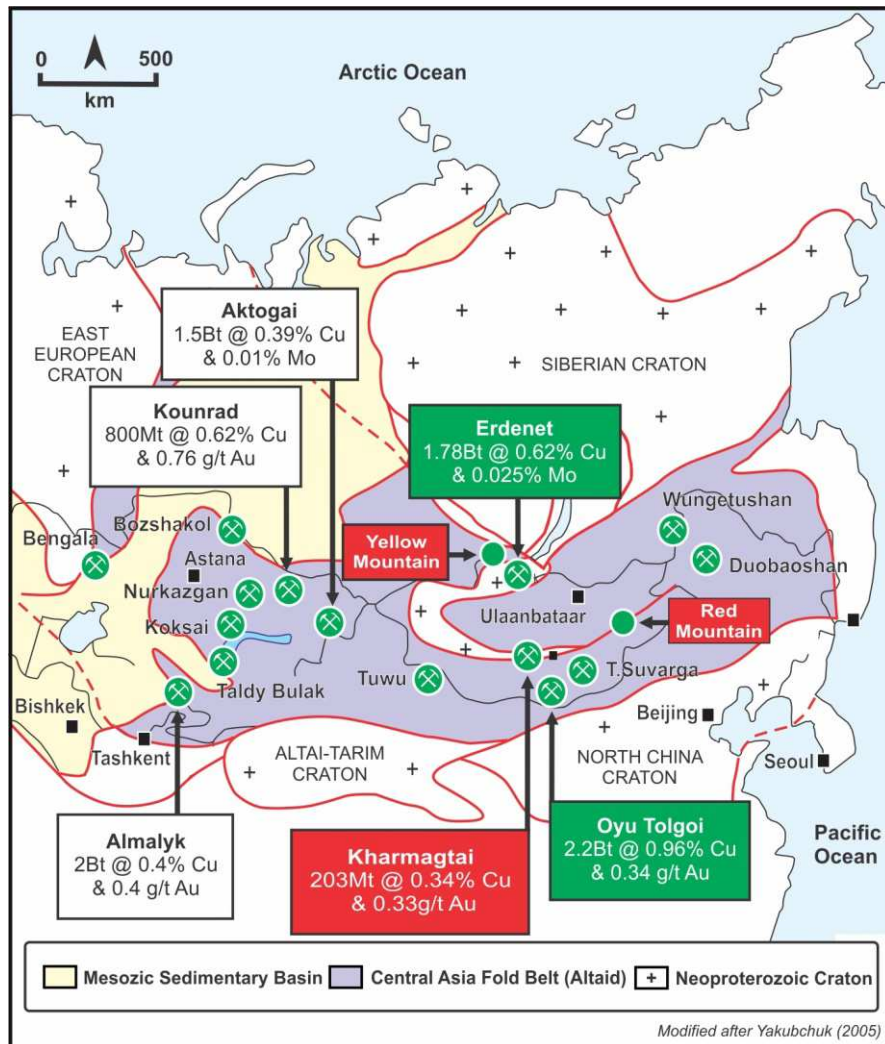 0 500
km
Arctic Ocean
Aktogai
1.5Bt @ 0.39% Cu
& 0.01% Mo
EAST
EUROPEAN
CRATON
SIBERIAN CRATON
Kounrad
800Mt @ 0.62% Cu
& 0.76 g/t Au
Erdenet
1.78Bt @ 0.62% Cu
& 0.025% Mo
Wungetushan
Bozshakol
Bengala
Astana
Yellow
Mountain
Duobaoshan
Nurkazgan
Ulaanbataar
Red
Mountain
Koksai
Taldy Bulak
Tuwu
T.Suvarga
Bishkek
Beijing
Tashkent
ALTAI-TARIM
CRATON
NORTH CHINA
CRATON
Seoul
Almalyk
2Bt @ 0.4% Cu
& 0.4 g/t Au
Kharmagtai
203Mt @ 0.34% Cu
& 0.33g/t Au
Oyu Tolgoi
2.2Bt @ 0.96% Cu
& 0.34 g/t Au
Pacific
Ocean
Mesozic Sedimentary Basin Central Asia Fold Belt (Altaid) Neoproterozoic Craton
Modified after Yakubchuk (2005)